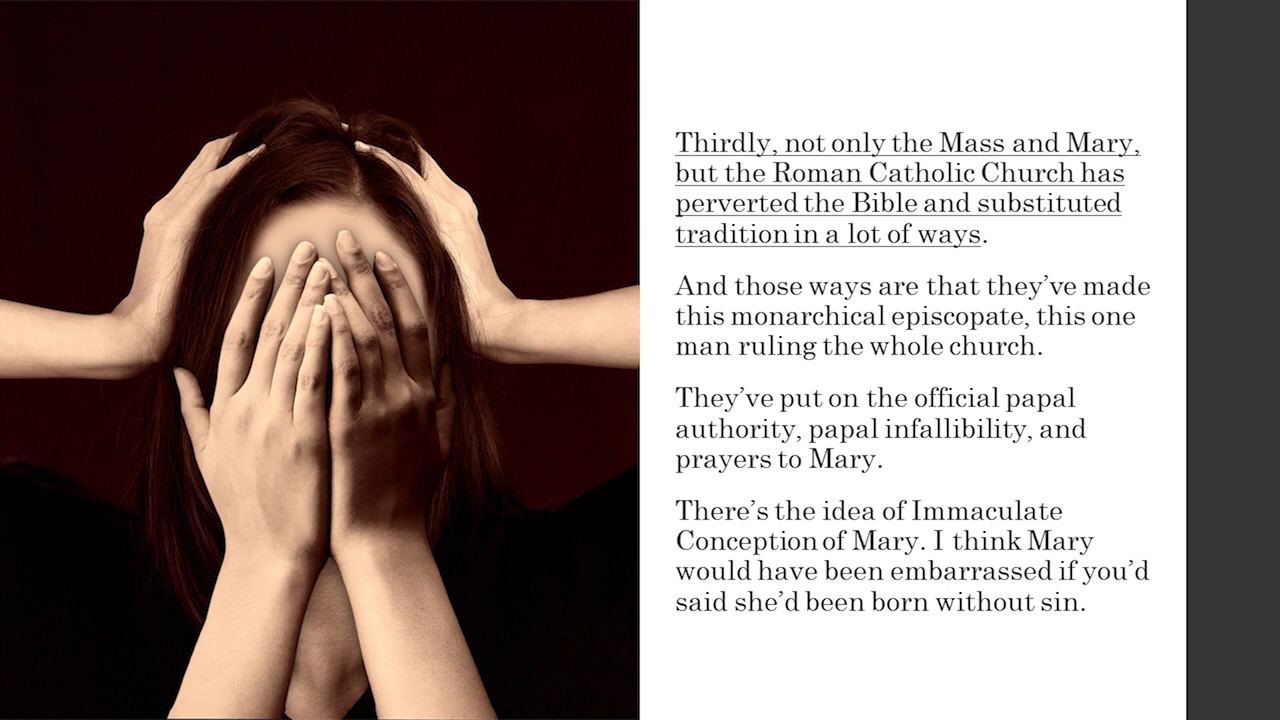 Thirdly, not only the Mass and Mary,
but the Roman Catholic Church has
perverted the Bible and substituted
tradition in a lot of ways.
And those ways are that they’ve made
this monarchical episcopate, this one
man ruling the whole church.
They’ve put on the official papal
authority, papal infallibility, and
prayers to Mary.
There’s the idea of Immaculate
Conception of Mary. I think Mary
would have been embarrassed if you’d
said she’d been born without sin.